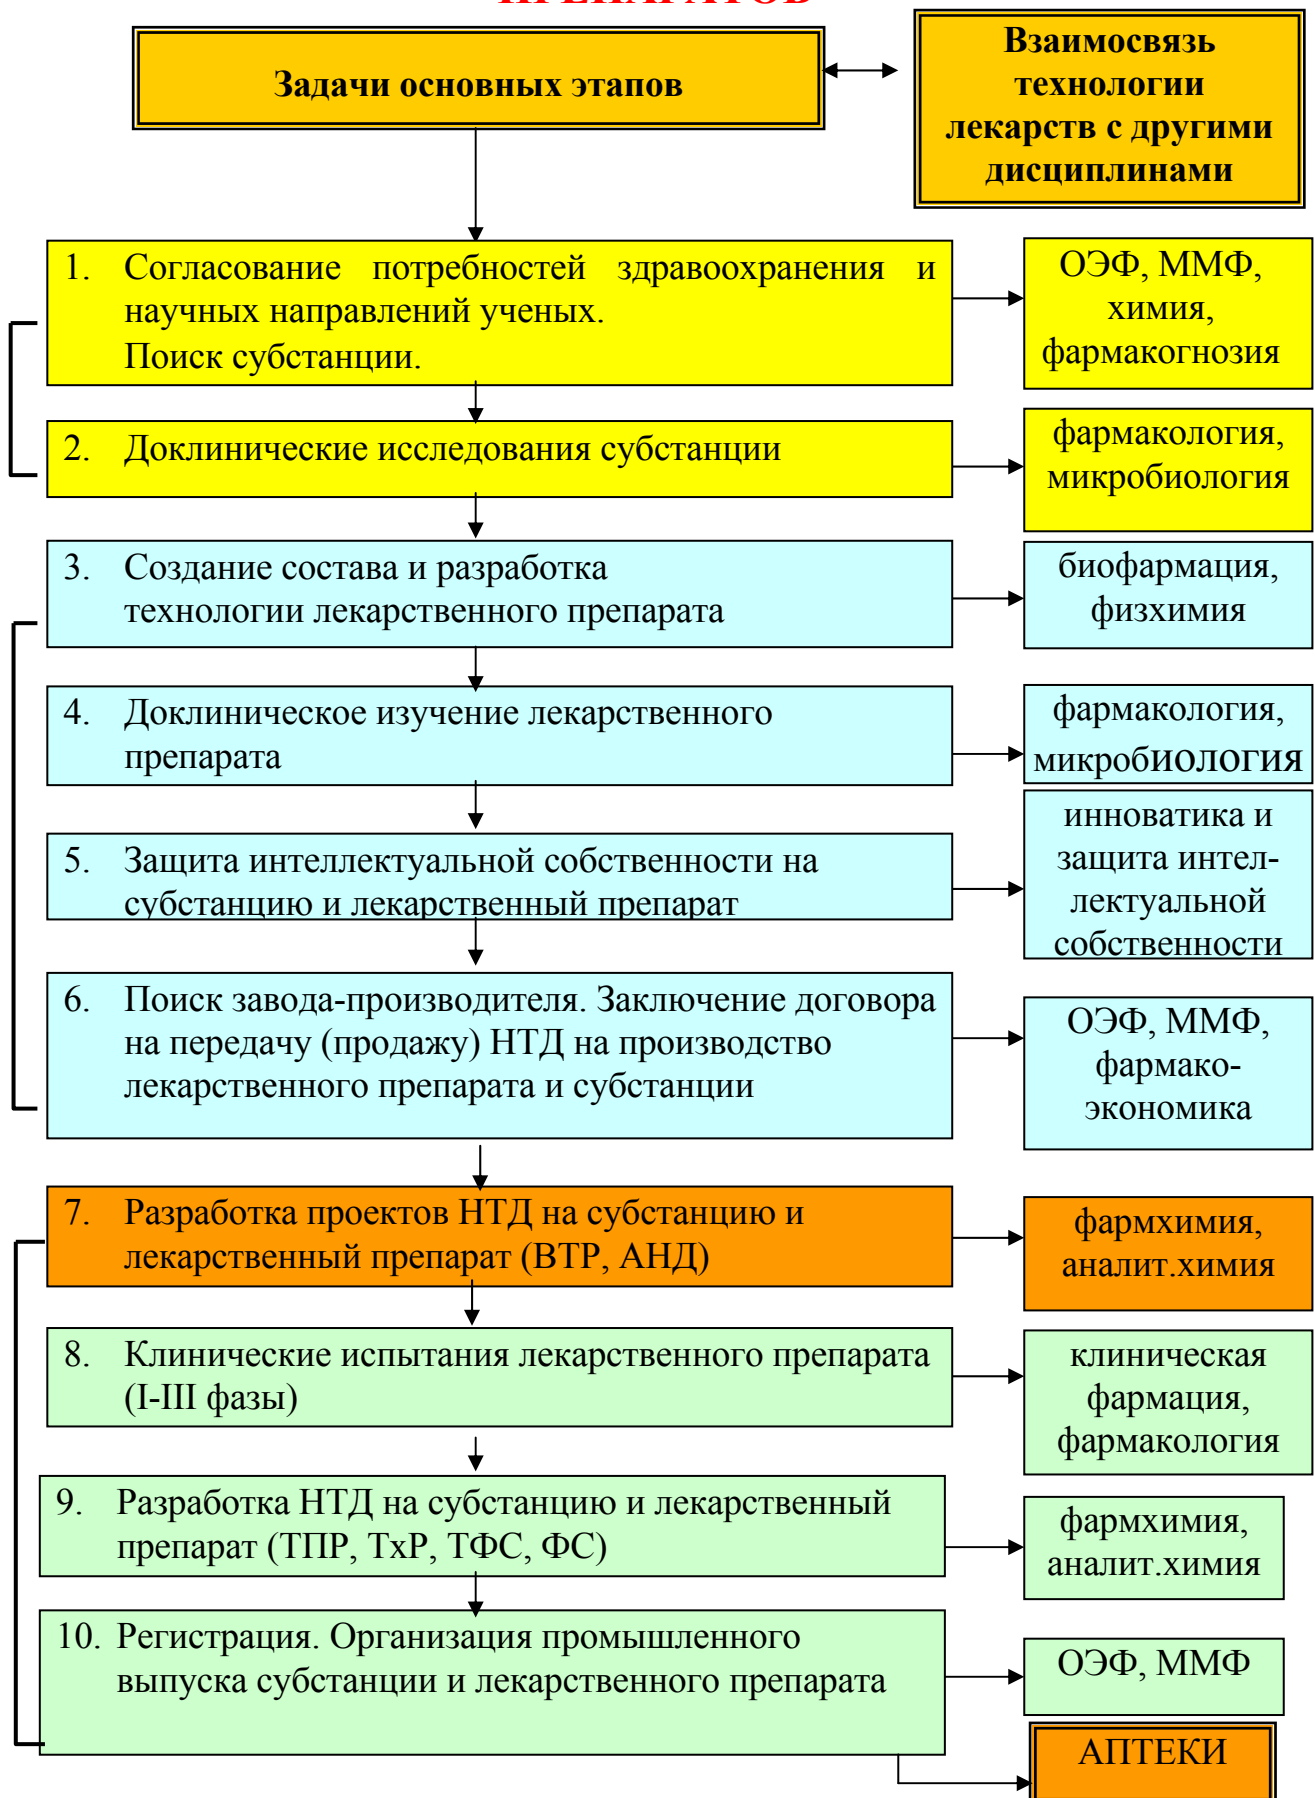 ПРЕПАРАТОВ
Задачи основных этапов
Взаимосвязь
технологии
лекарств с другими
дисциплинами
1. Согласование потребностей здравоохранения и
научных направлений ученых.
Поиск субстанции.
ОЭФ, ММФ,
химия,
фармакогнозия
2. Доклинические исследования субстанции
фармакология,
микробиология
3. Создание состава и разработка
технологии лекарственного препарата
биофармация,
физхимия
4. Доклиническое изучение лекарственного
препарата
фармакология,
микробиология
5. Защита интеллектуальной собственности на
субстанцию и лекарственный препарат
инноватика и
защита интел-
лектуальной
собственности
6. Поиск завода-производителя. Заключение договора
на передачу (продажу) НТД на производство
лекарственного препарата и субстанции
ОЭФ, ММФ,
фармако-
экономика
7. Разработка проектов НТД на субстанцию и
лекарственный препарат (ВТР, АНД)
фармхимия,
аналит.химия
8. Клинические испытания лекарственного препарата
(I-III фазы)
клиническая
фармация,
фармакология
9. Разработка НТД на субстанцию и лекарственный
препарат (ТПР, ТхР, ТФС, ФС)
фармхимия,
аналит.химия
10. Регистрация. Организация промышленного
выпуска субстанции и лекарственного препарата
ОЭФ, ММФ
АПТЕКИ